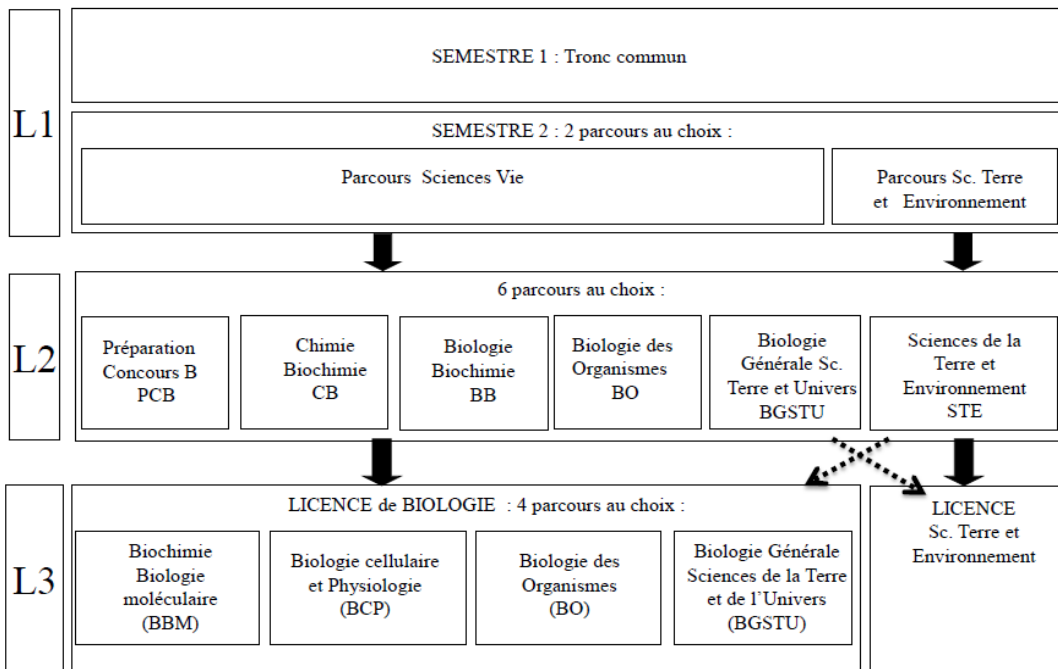 L1
SEMESTRE 1 : Tronc commun
SEMESTRE 2 : 2 parcours au choix :
Parcours Sciences Vie
Parcours Sc. Terre
et Environnement
L2
6 parcours au choix :
Préparation
Concours B
PCB
Chimie
Biochimie
CB
Biologie
Biochimie
BB
Biologie des
Organismes
BO
Biologie
Générale Sc.
Terre et Univers
BGSTU
Sciences de la
Terre et
Environnement
STE
L3
LICENCE de BIOLOGIE : 4 parcours au choix :
Biochimie
Biologie
moléculaire
(BBM)
Biologie cellulaire
et Physiologie
(BCP)
Biologie des
Organismes
(BO)
Biologie Générale
Sciences de la Terre
et de l’Univers
(BGSTU)
LICENCE
Sc. Terre et
Environnement